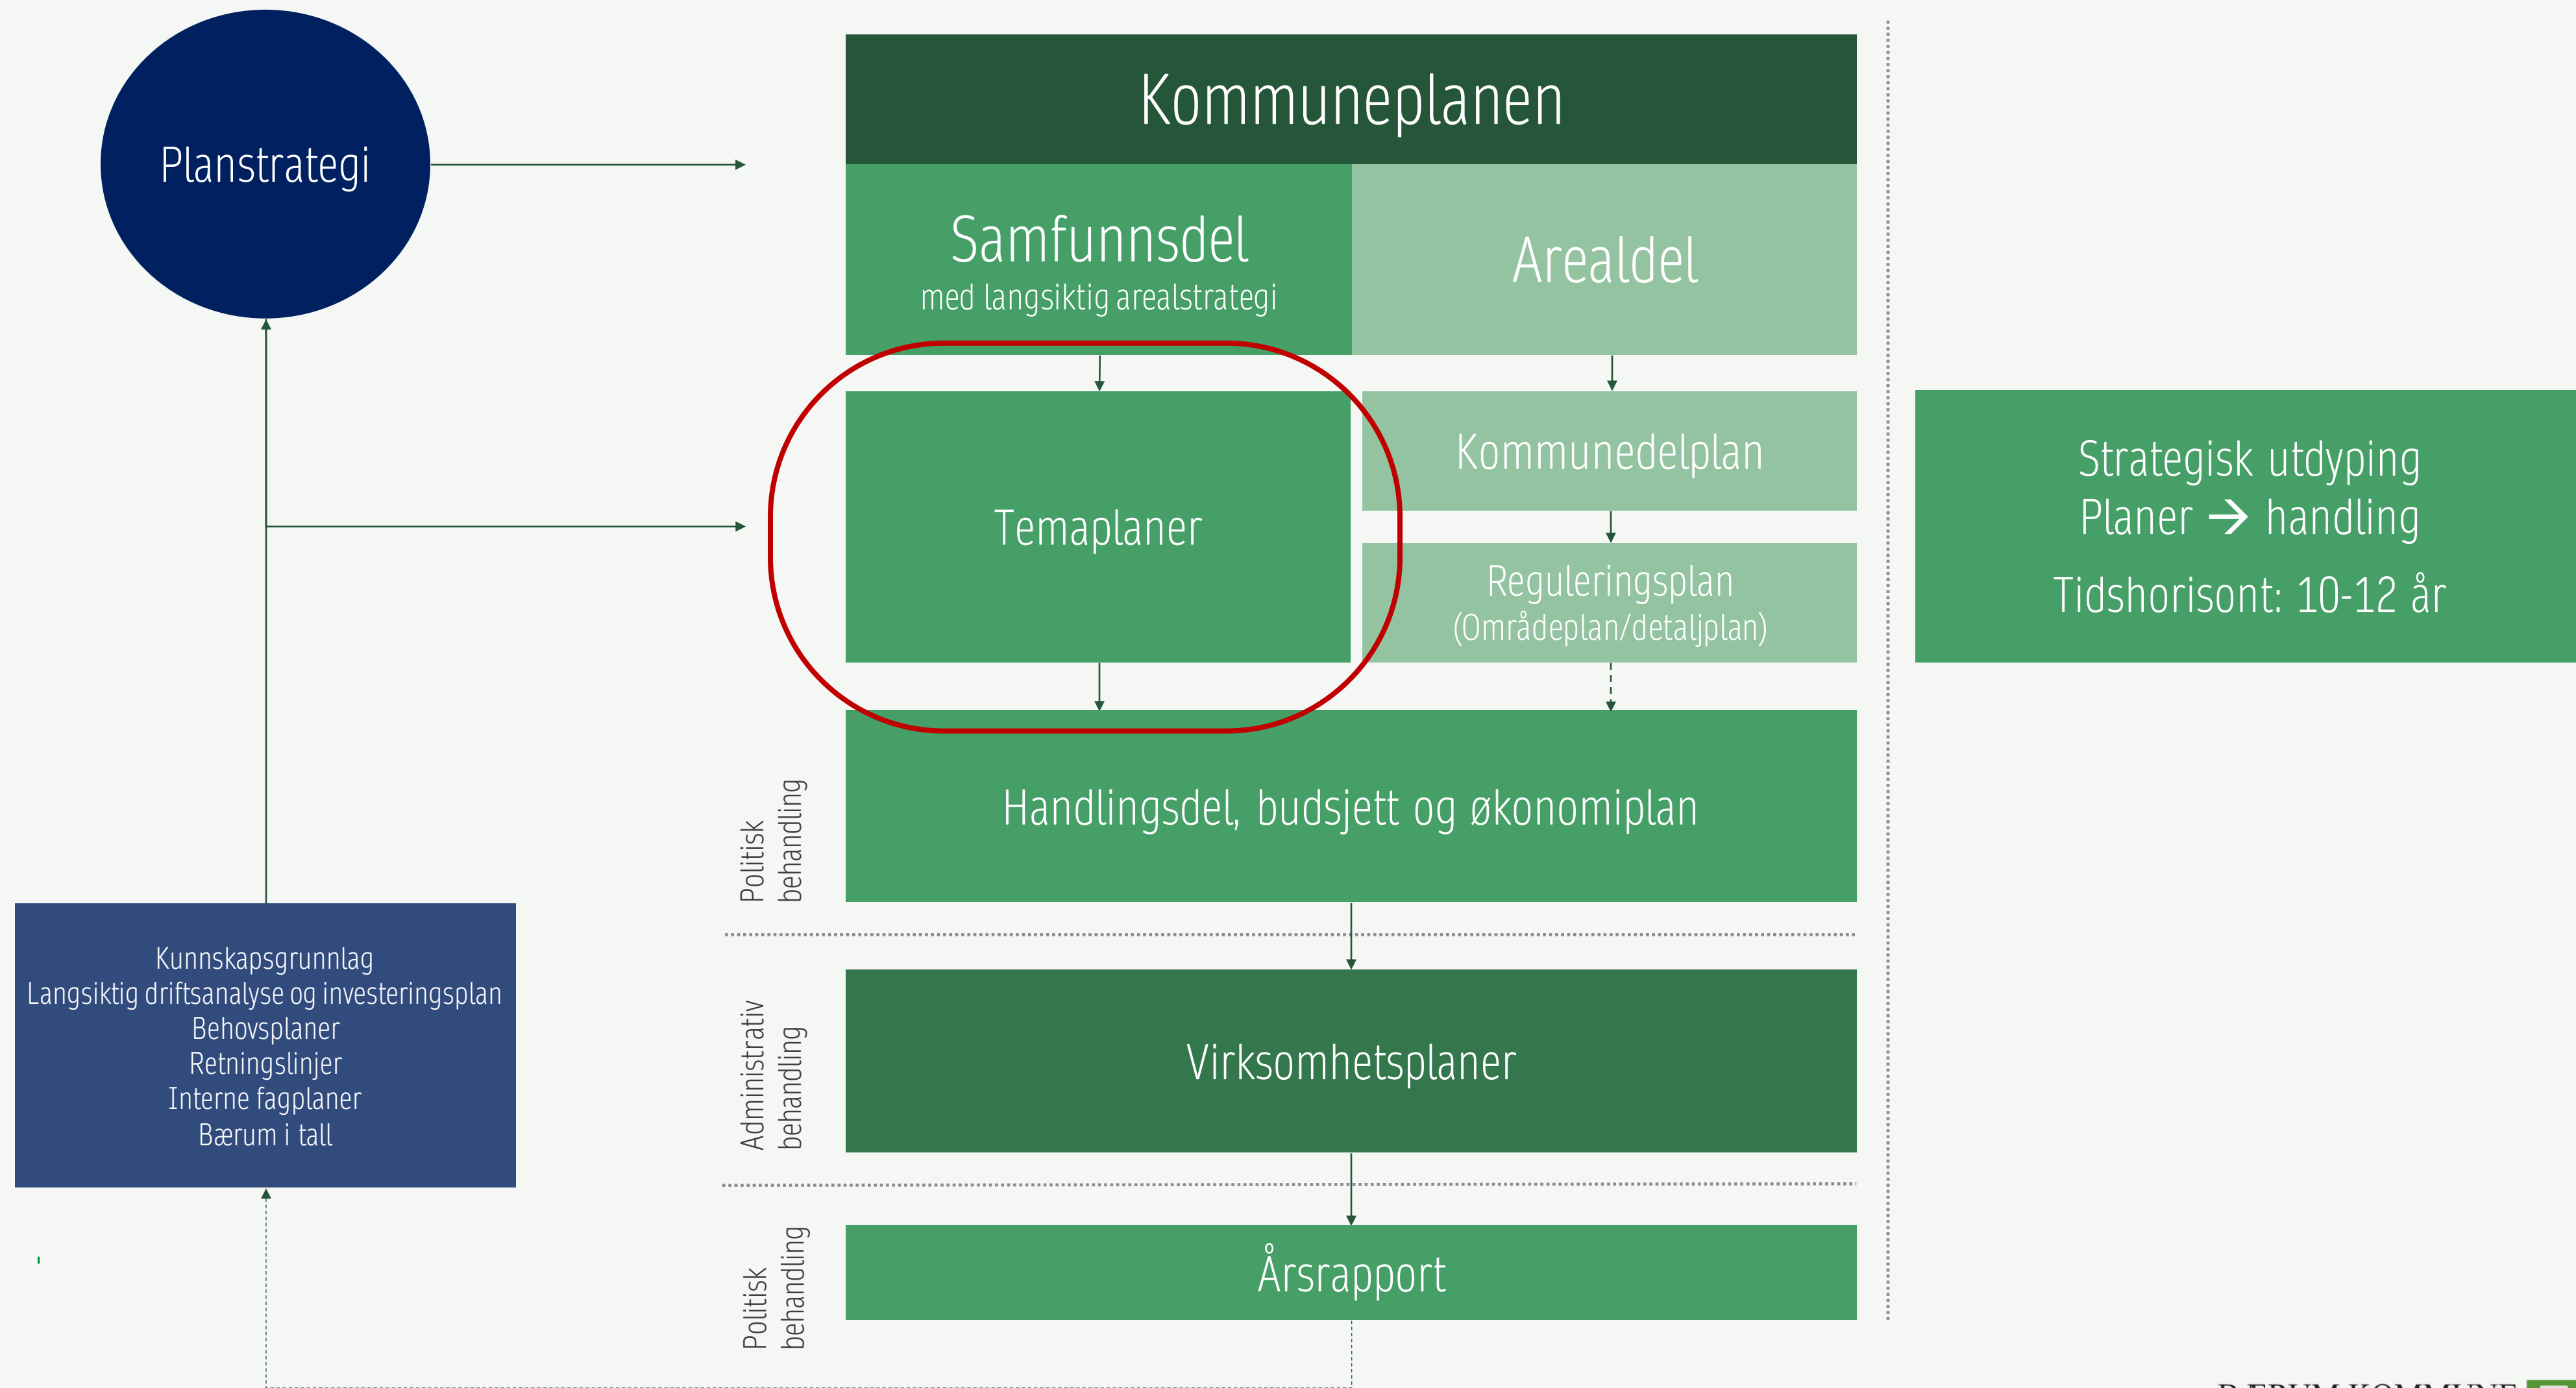 Planstrategi
Kommuneplanen
Samfunnsdel
med langsiktig arealstrategi
Arealdel
Temaplaner
Kommunedelplan
Reguleringsplan
(Områdeplan/detaljplan)
Strategisk utdyping
Planer → handling
Tidshorisont: 10-12 år
Politisk
behandling
Handlingsdel, budsjett og økonomiplan
Kunnskapsgrunnlag
Langsiktig driftsanalyse og investeringsplan
Behovsplaner
Retningslinjer
Interne fagplaner
Bærum i tall
Administrativ
behandling
Virksomhetsplaner
Politisk
behandling
Årsrapport
BÆRUM KOMMUNE